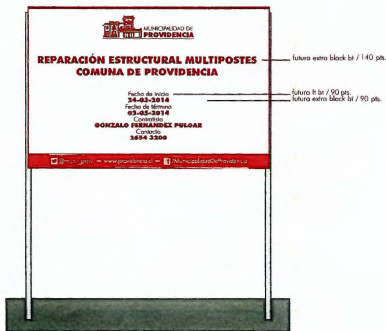 MUNICIPALIDAD DE
PROVIDENCIA
REPARACIÓN ESTRUCTURAL MULTIPOSTES
COMUNA DE PROVIDENCIA
futura extra black bt / 140 pts.
Fecha de inicio
futura lt bt / 90 pts.
24-03-2014
futura extra black bt / 90 pts.
Fecha de término
02-05-2014
Contratista
GONZALO FERNANDEZ PULGAR
Contacto
2654 3200
@muni_provi — www.providencia.cl — /MunicipalidadDeProvidencia